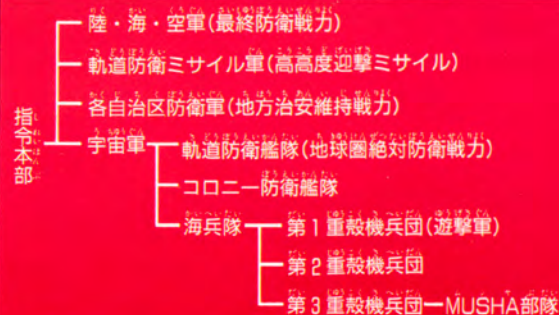 指令本部
陸・海・空軍(最終防衛戦力)
軌道防衛ミサイル軍(高高度迎撃ミサイル)
各自治区防衛軍(地方治安維持戦力)
宇宙軍
軌道防衛艦隊(地球圏絶対防衛戦力)
コロニー防衛艦隊
海兵隊
第1重殻機兵団(遊撃軍)
第2重殻機兵団
第3重殻機兵団ーMUSHA部隊